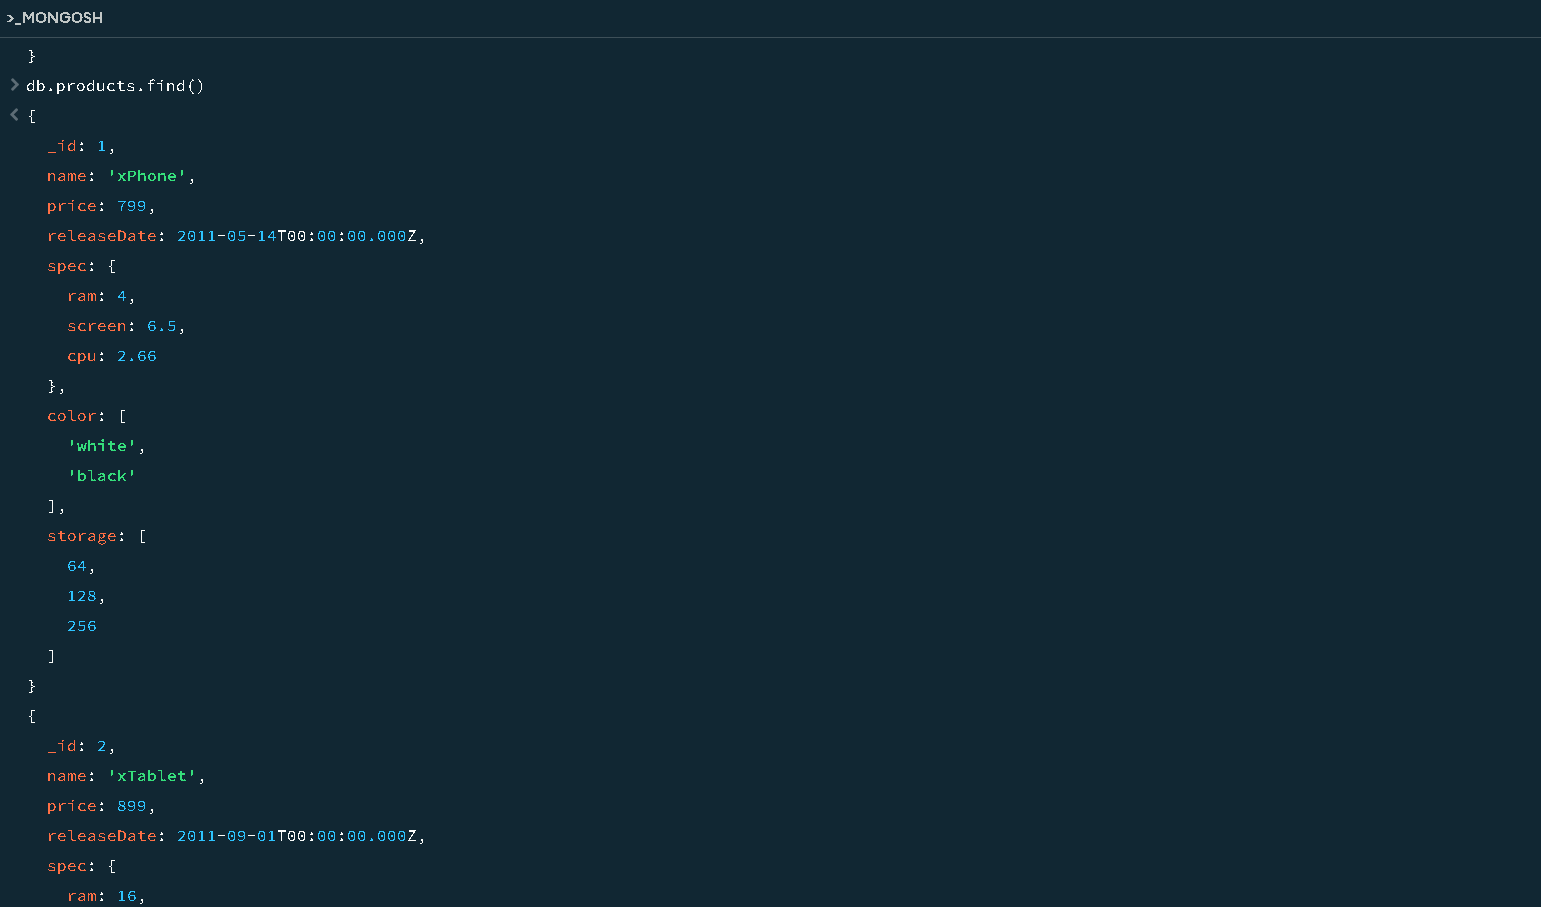 >_MONGOSH
}
> db.products.find()
< {
_id: 1,
name: 'xPhone',
price: 799,
releaseDate: 2011-05-14T00:00:00.000Z,
spec: {
ram: 4,
screen: 6.5,
cpu: 2.66
},
color: [
'white',
'black'
],
storage: [
64,
128,
256
]
}
{
_id: 2,
name: 'xTablet',
price: 899,
releaseDate: 2011-09-01T00:00:00.000Z,
spec: {
ram: 16,